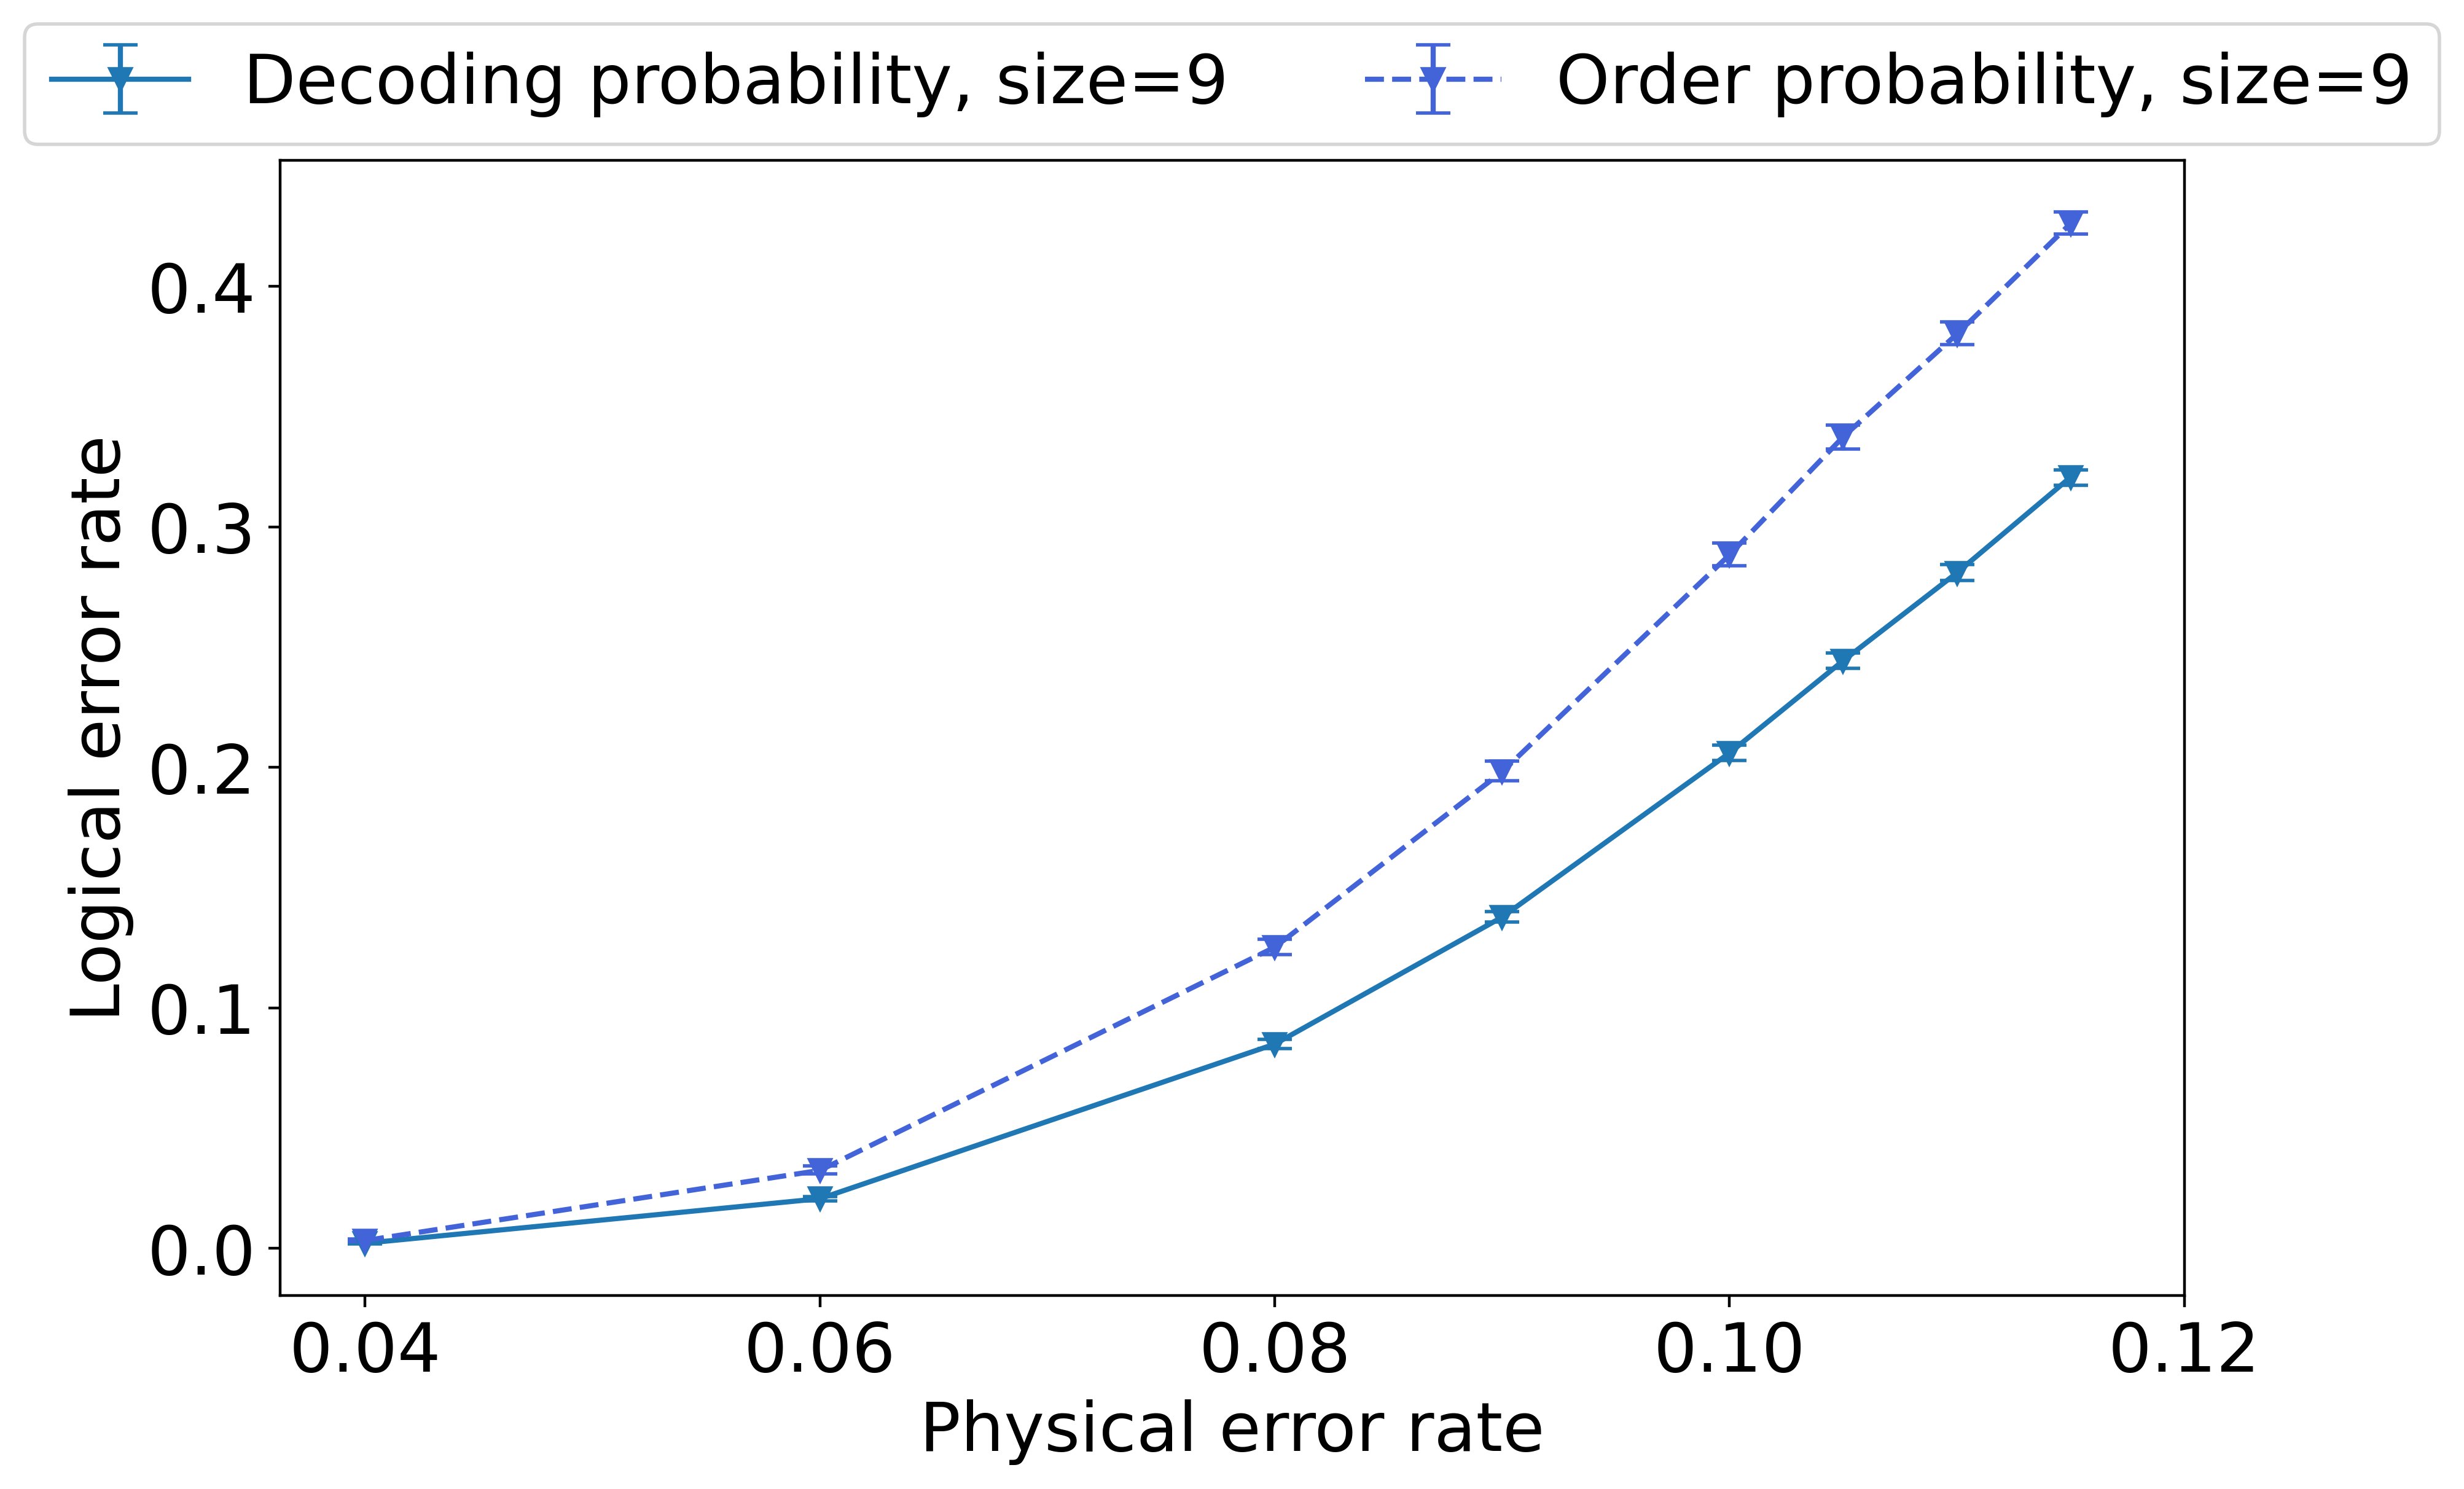 Decoding probability, size=9 Order probability, size=9
0.4
0.3
0.2
0.1
0.0
Logical error rate
0.04 0.06 0.08 0.10 0.12
Physical error rate